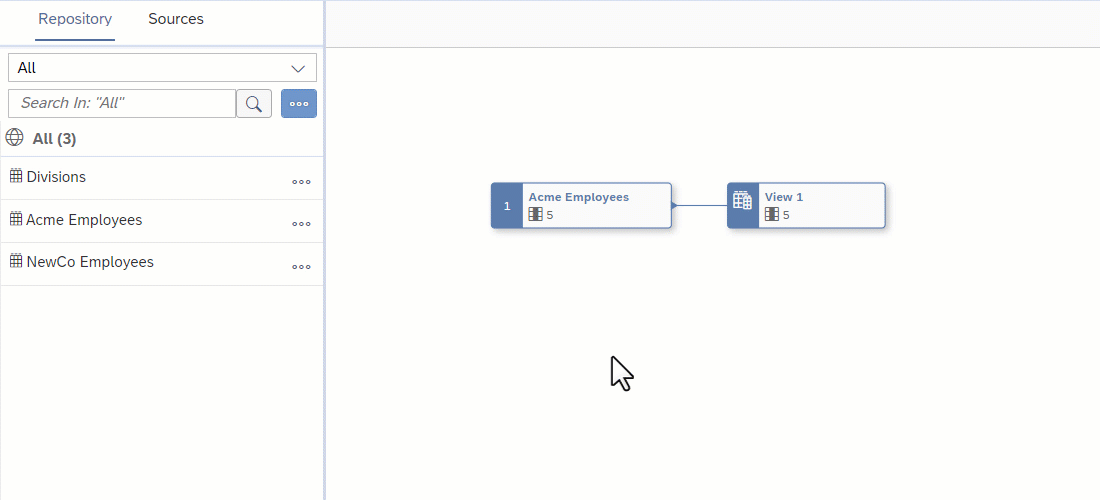 Repository Sources
All
Search In: "All"
All (3)
Divisions
Acme Employees
NewCo Employees
1
Acme Employees
5
View 1
5